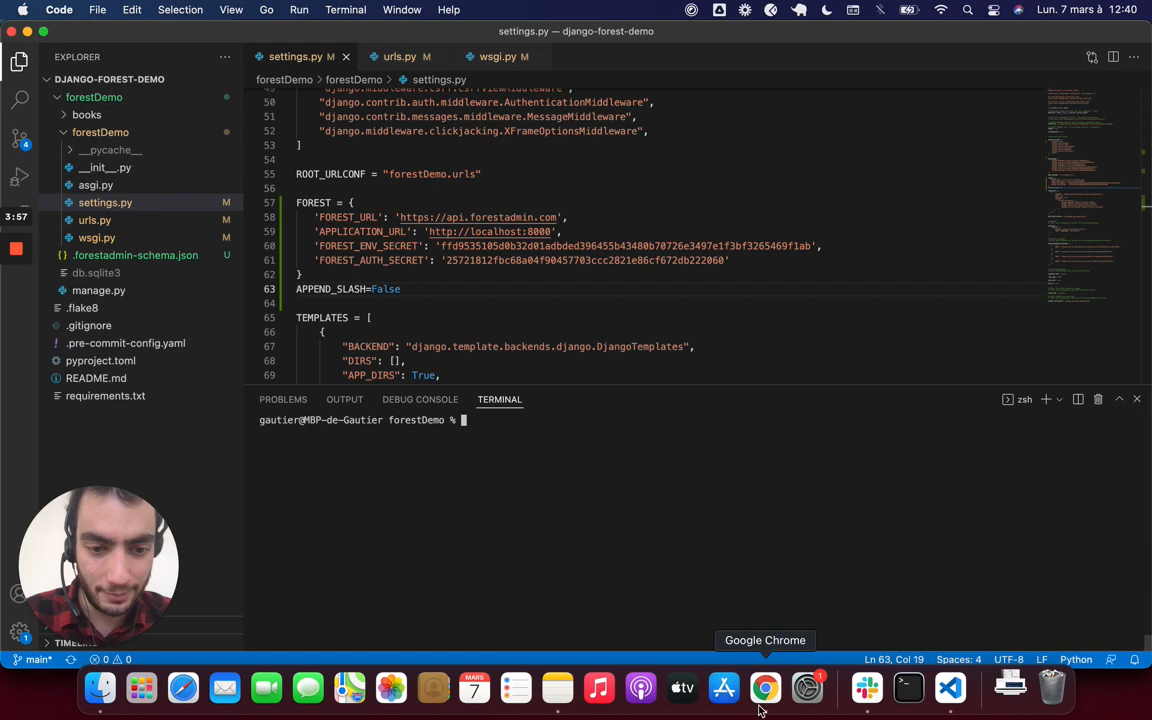 Code File Edit Selection View Go Run Terminal Window Help Lun. 7 mars à 12:40
settings.py — django-forest-demo
EXPLORER
settings.py M
urls.py M
wsgi.py M
DJANGO-FOREST-DEMO
forestDemo > forestDemo > settings.py
forestDemo
books
forestDemo
__pycache__
__init__.py
asgi.py
settings.py M
urls.py M
wsgi.py M
.forestadmin-schema.json U
db.sqlite3
manage.py
.flake8
.gitignore
.pre-commit-config.yaml
pyproject.toml
README.md
requirements.txt
4
3:57
50 "django.contrib.auth.middleware.AuthenticationMiddleware",
51 "django.contrib.messages.middleware.MessageMiddleware",
52 "django.middleware.clickjacking.XFrameOptionsMiddleware",
53 ]
54
55 ROOT_URLCONF = "forestDemo.urls"
56
57 FOREST = {
58 'FOREST_URL': 'https://api.forestadmin.com',
59 'APPLICATION_URL': 'http://localhost:8000',
60 'FOREST_ENV_SECRET': 'ffd9535105d0b32d01adbded396455b43480b70726e3497e1f3bf3265469f1ab',
61 'FOREST_AUTH_SECRET': '25721812fbc68a04f90457703ccc2821e86cf672db222060'
62 }
63 APPEND_SLASH=False
64
65 TEMPLATES = [
66 {
67 "BACKEND": "django.template.backends.django.DjangoTemplates",
68 "DIRS": [],
69 "APP_DIRS": True,
PROBLEMS OUTPUT DEBUG CONSOLE TERMINAL
zsh
gautier@MBP-de-Gautier forestDemo %
Google Chrome
1
main* 0 0
Ln 63, Col 19 Spaces: 4 UTF-8 LF Python
MARS
7
tv
1